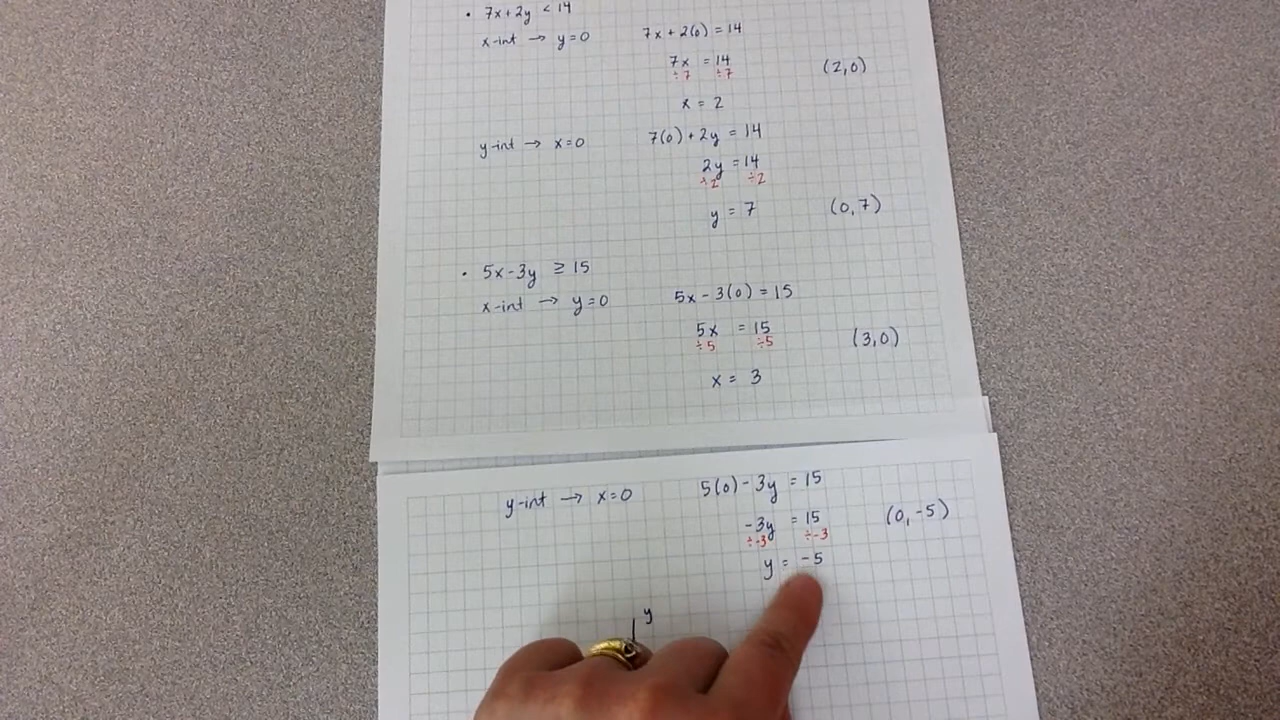 • 7x+2y < 14
x-int → y=0 7x+2(0)=14
7x = 14 (2,0)
÷7 ÷7
x = 2
y-int → x=0 7(0)+2y = 14
2y = 14
÷2 ÷2
y = 7 (0,7)
• 5x-3y ≥ 15
x-int → y=0 5x-3(0)=15
5x = 15 (3,0)
÷5 ÷5
x = 3
y-int → x=0 5(0)-3y = 15
-3y = 15 (0,-5)
÷-3 ÷-3
y = -5
y